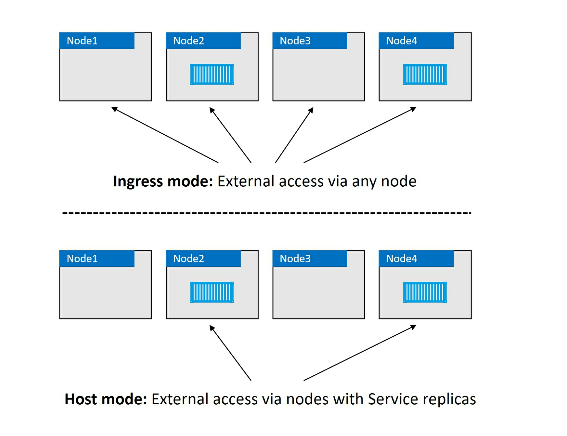 Node1
Node2
Node3
Node4
Ingress mode: External access via any node
Node1
Node2
Node3
Node4
Host mode: External access via nodes with Service replicas